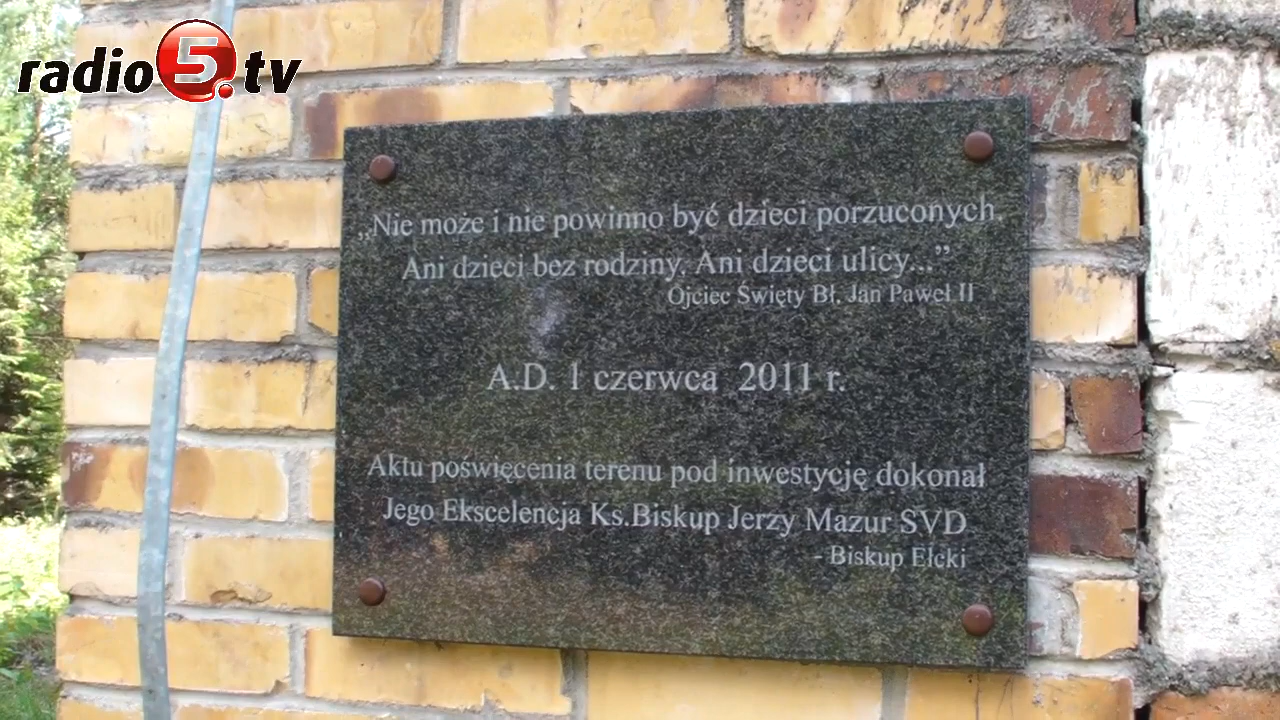 radio5.tv
„Nie może i nie powinno być dzieci porzuconych.
Ani dzieci bez rodziny. Ani dzieci ulicy...”
Ojciec Święty Bł. Jan Paweł II
A.D. 1 czerwca 2011 r.
Aktu poświęcenia terenu pod inwestycję dokonał
Jego Ekscelencja Ks.Biskup Jerzy Mazur SVD
- Biskup Ełcki